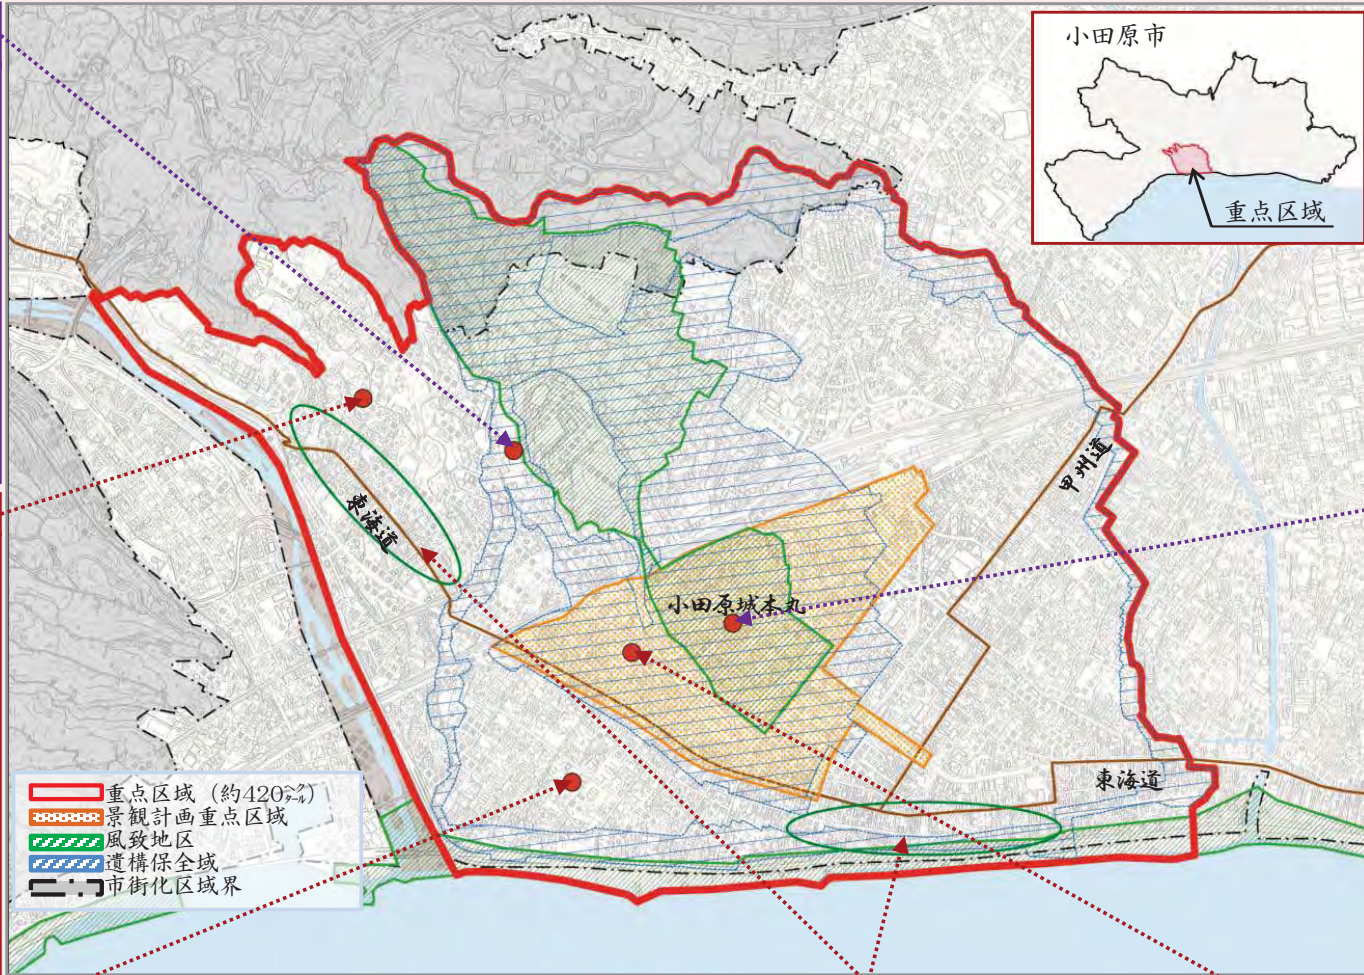 小田原市
重点区域
甲州道
東海道
小田原城本丸
東海道
重点区域 (約420ヘクタール)
景観計画重点区域
風致地区
遺構保全域
市街化区域界